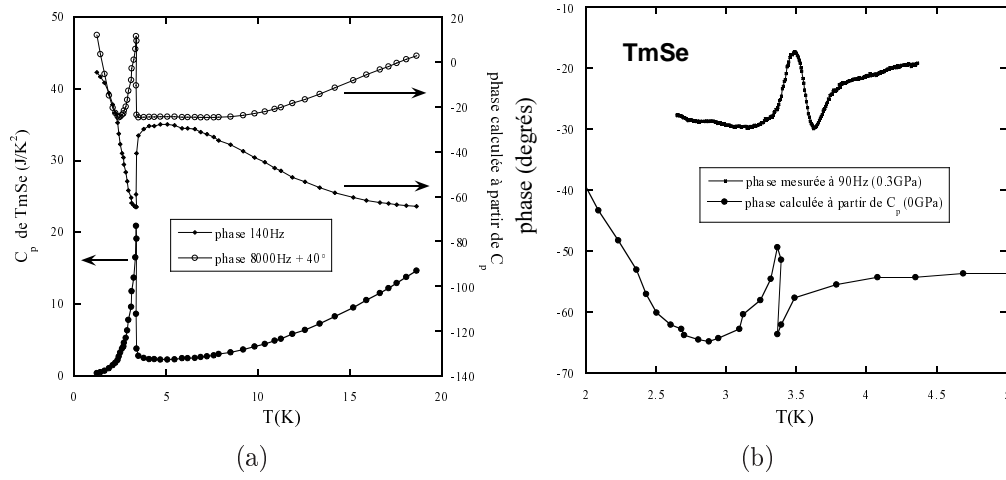 50
40
30
20
10
0
C_p de TmSe (J/K²)
20
0
-20
-40
-60
-80
-100
-120
-140
phase calculée à partir de C_p
phase 140Hz
phase 8000Hz + 40°
0 5 10 15 20
T(K)
(a)
-10
-20
-30
-40
-50
-60
-70
phase (degrés)
TmSe
phase mesurée à 90Hz (0.3GPa)
phase calculée à partir de C_p (0GPa)
2 2.5 3 3.5 4 4.5 5
T(K)
(b)